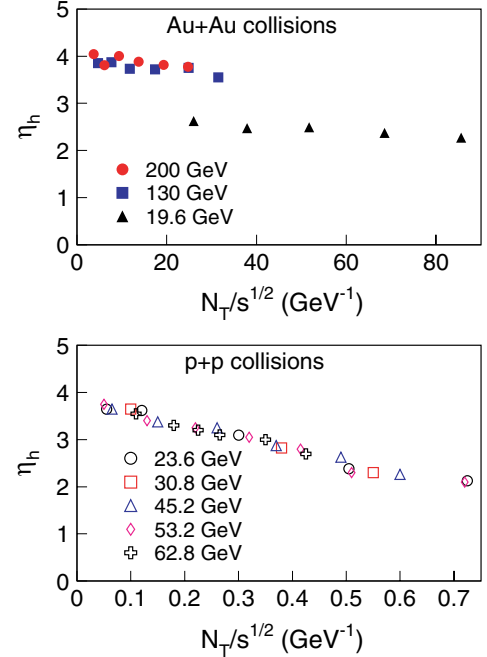 Au+Au collisions
5
4
3
2
1
0
η_h
200 GeV
130 GeV
19.6 GeV
0 20 40 60 80
N_T/s^{1/2} (GeV^{-1})
p+p collisions
5
4
3
2
1
0
η_h
23.6 GeV
30.8 GeV
45.2 GeV
53.2 GeV
62.8 GeV
0 0.1 0.2 0.3 0.4 0.5 0.6 0.7
N_T/s^{1/2} (GeV^{-1})